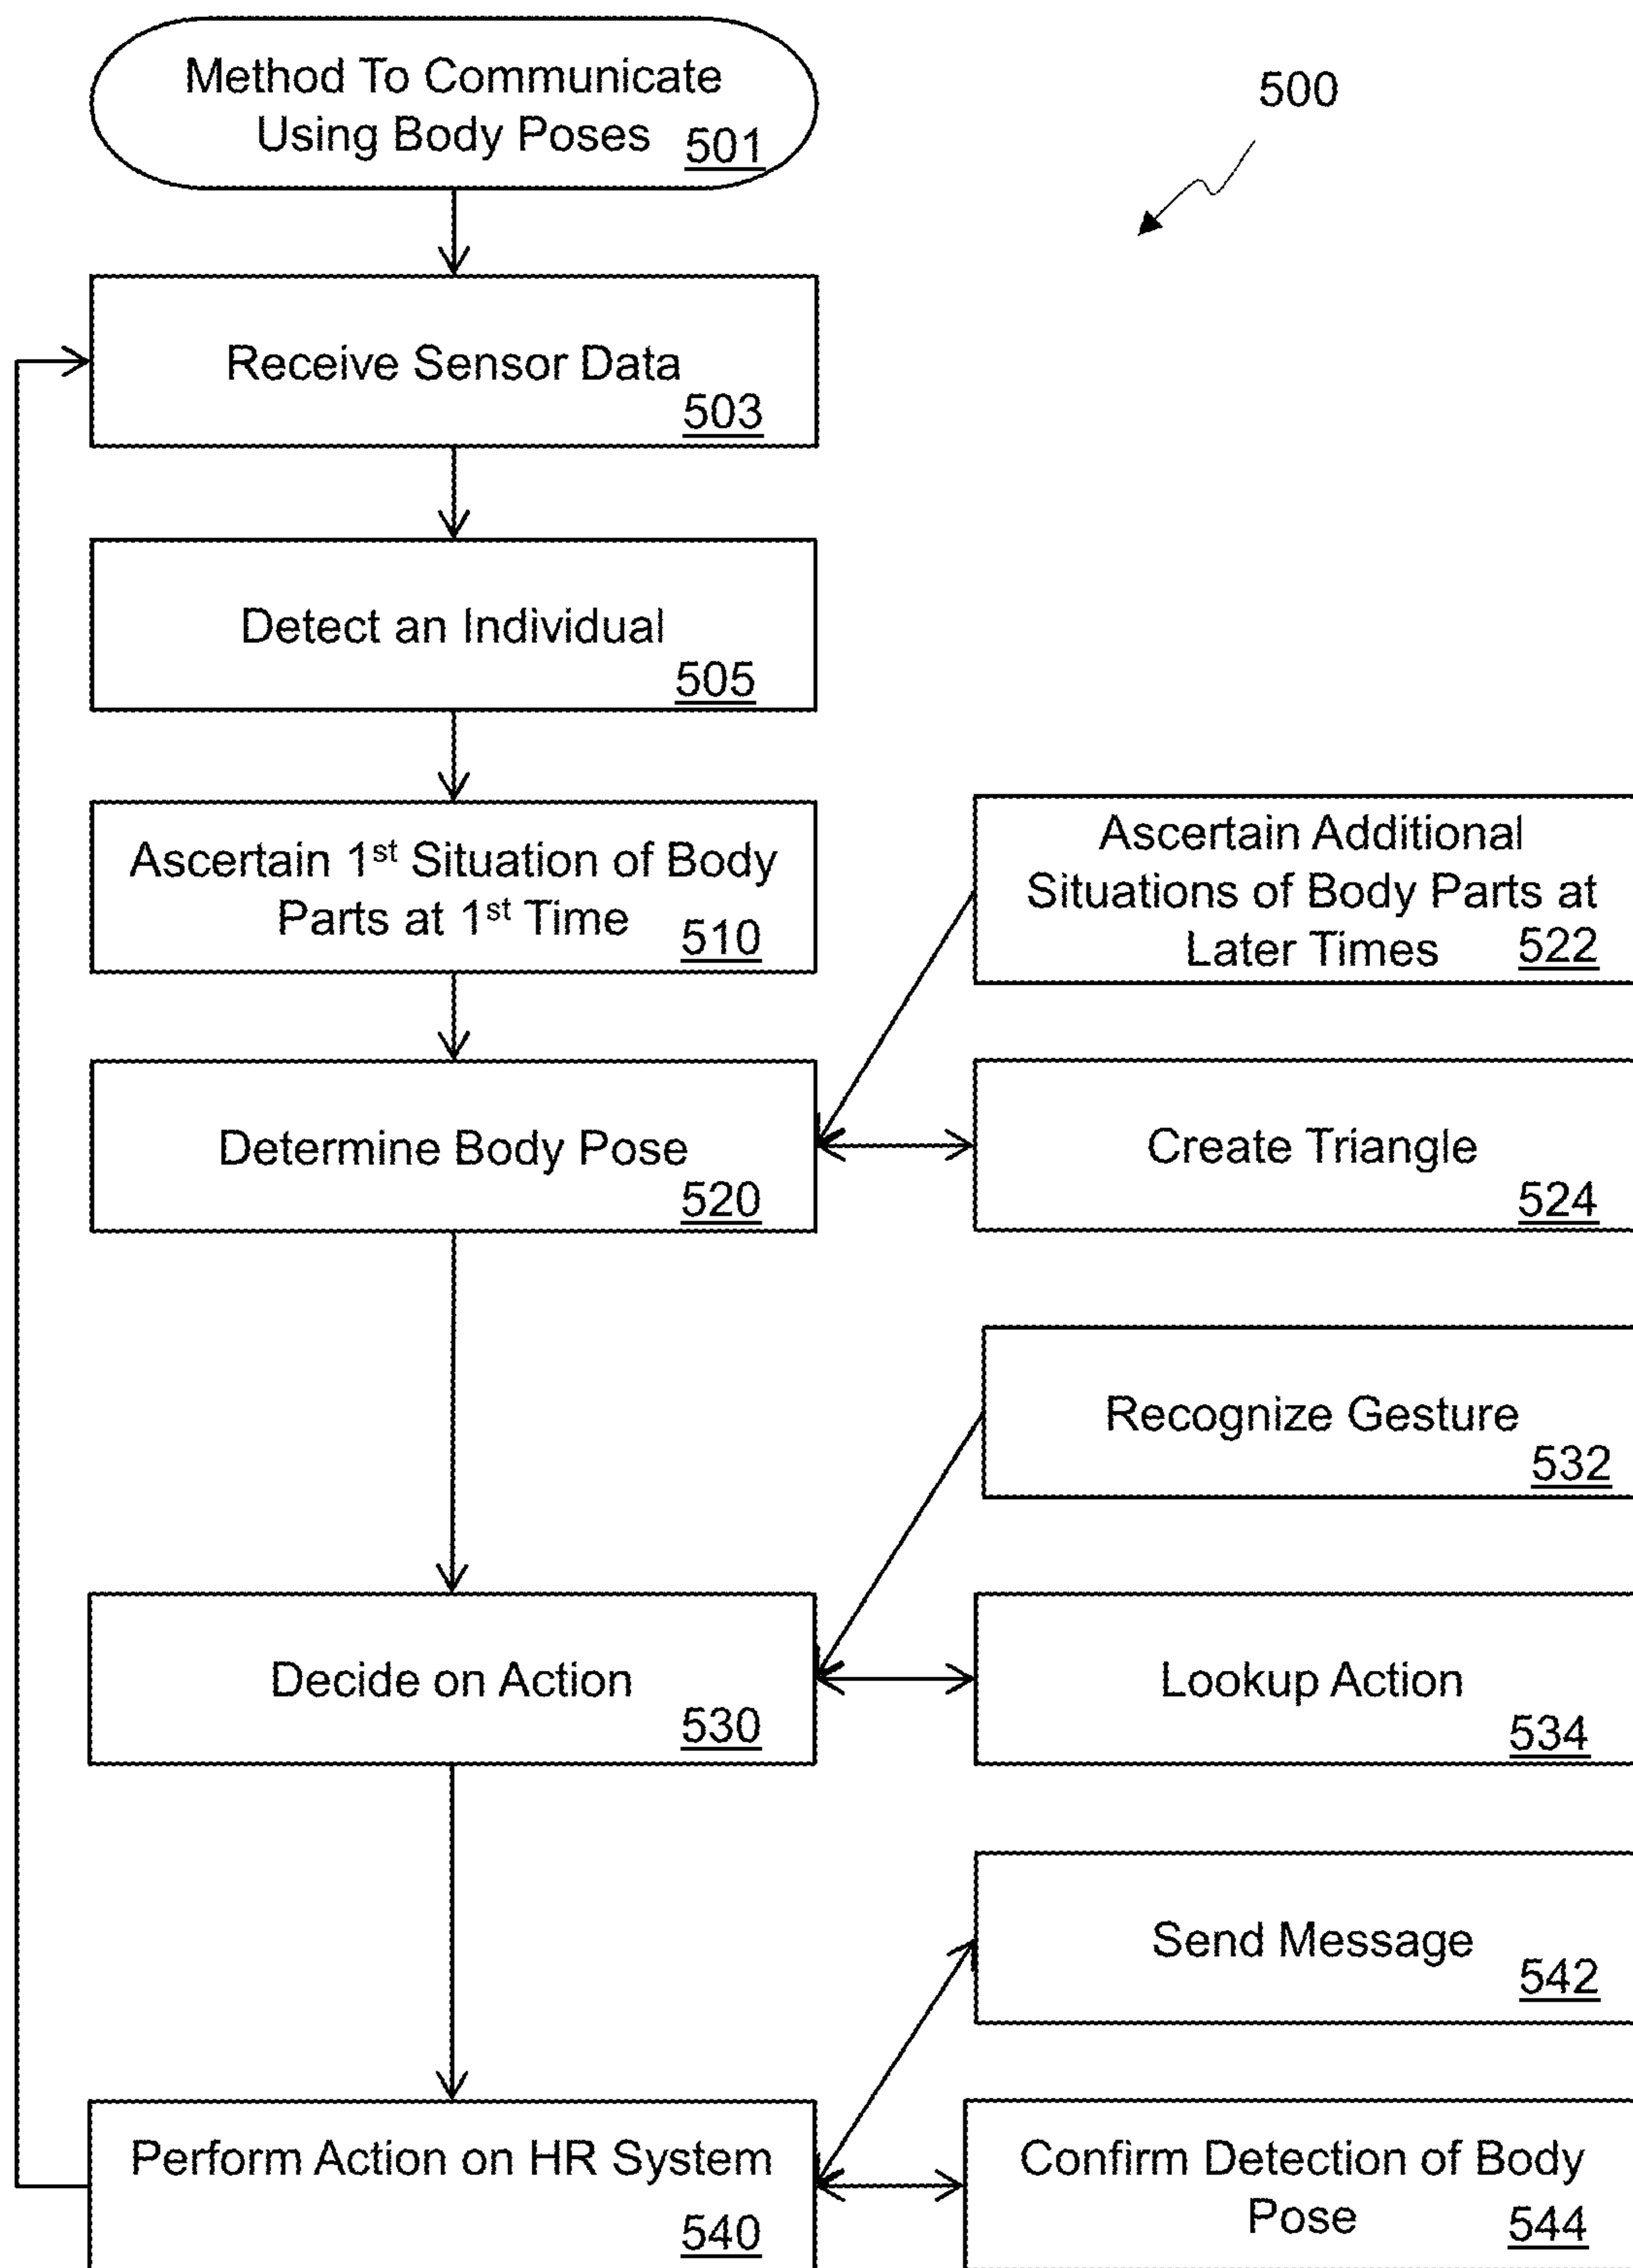 Method To Communicate
Using Body Poses 501
500
Receive Sensor Data
503
Detect an Individual
505
Ascertain 1st Situation of Body
Parts at 1st Time 510
Ascertain Additional
Situations of Body Parts at
Later Times 522
Determine Body Pose
520
Create Triangle
524
Recognize Gesture
532
Decide on Action
530
Lookup Action
534
Send Message
542
Perform Action on HR System
540
Confirm Detection of Body
Pose 544